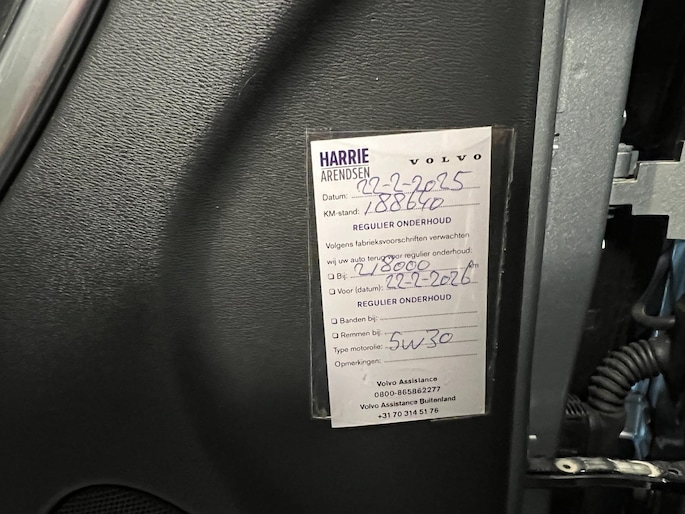 HARRIE VOLVO
ARENDSEN
Datum: 22-2-2025
KM-stand: 188640
REGULIER ONDERHOUD
Volgens fabrieksvoorschriften verwachten
wij uw auto terug voor regulier onderhoud:
Bij: 218000 km
Voor (datum): 22-2-2026
REGULIER ONDERHOUD
Banden bij:
Remmen bij:
Type motorolie: 5W30
Opmerkingen:
Volvo Assistance
0800-865862277
Volvo Assistance Buitenland
+31 70 314 51 76